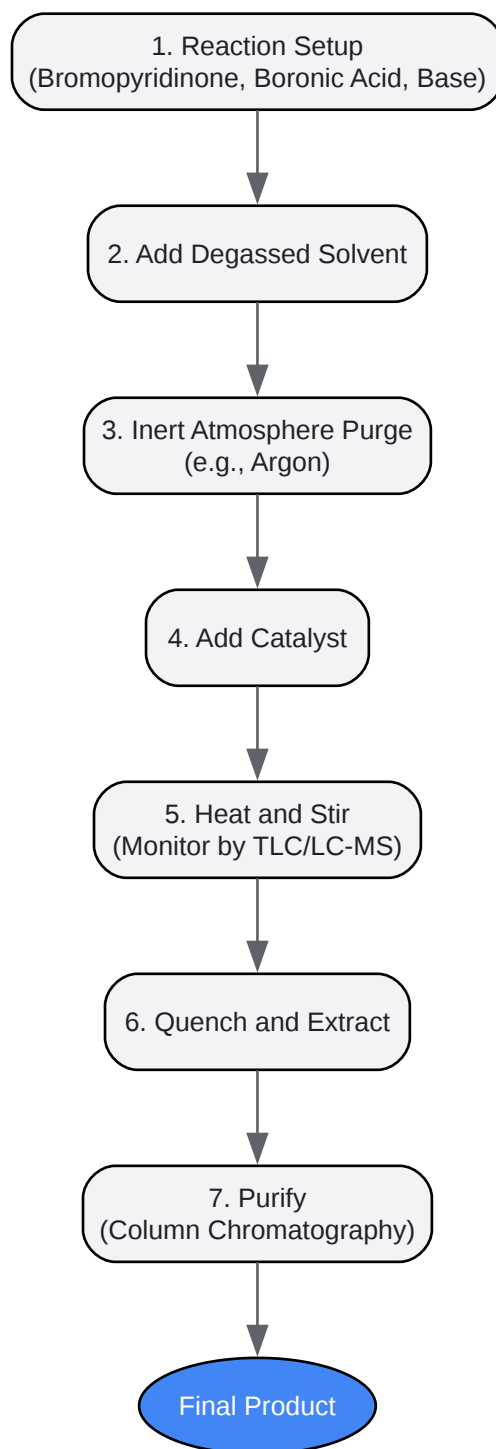 1. Reaction Setup
(Bromopyridinone, Boronic Acid, Base)
2. Add Degassed Solvent
3. Inert Atmosphere Purge
(e.g., Argon)
4. Add Catalyst
5. Heat and Stir
(Monitor by TLC/LC-MS)
6. Quench and Extract
7. Purify
(Column Chromatography)
Final Product